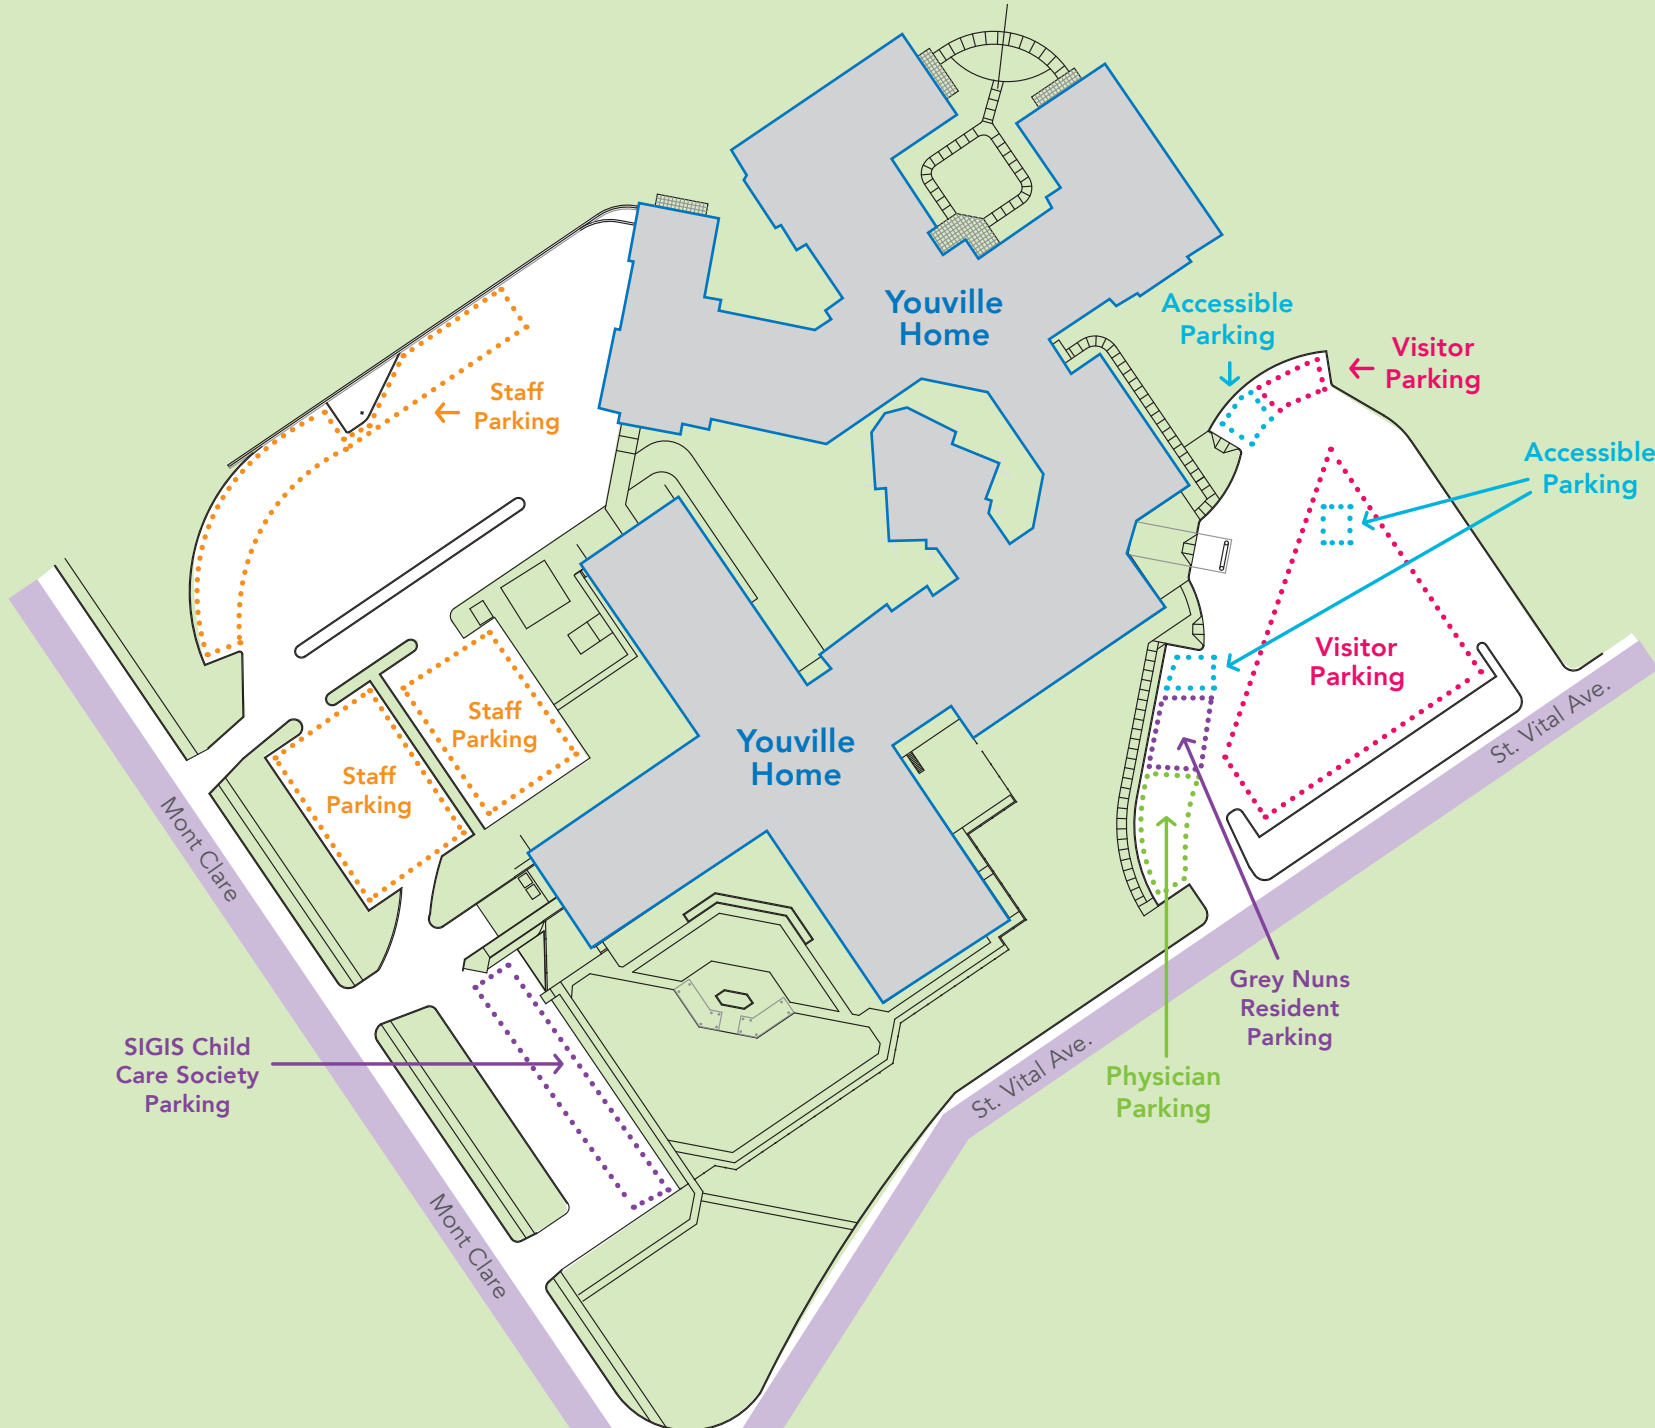 Youville
Home
Accessible
Parking
Visitor
Parking
Staff
Parking
Accessible
Parking
Visitor
Parking
Staff
Parking
St. Vital Ave.
Youville
Home
Staff
Parking
Mont Clare
Grey Nuns
Resident
Parking
SIGIS Child
Care Society
Parking
St. Vital Ave.
Physician
Parking
Mont Clare